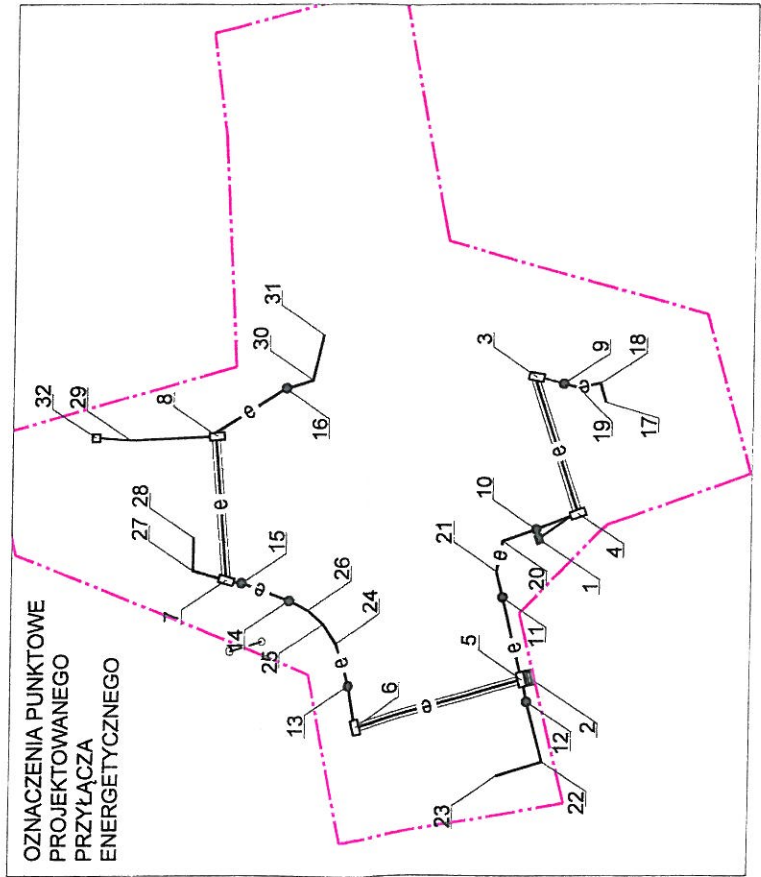 OZNACZENIA PUNKTOWE
PROJEKTOWANEGO
PRZYŁĄCZA
ENERGETYCZNEGO
32
29
8
31
30
16
28
27
7
15
14
26
25
24
13
6
e
e
e
e
e
3
9
18
19
17
e
e
10
21
e
20
1
4
11
5
e
12
2
23
22